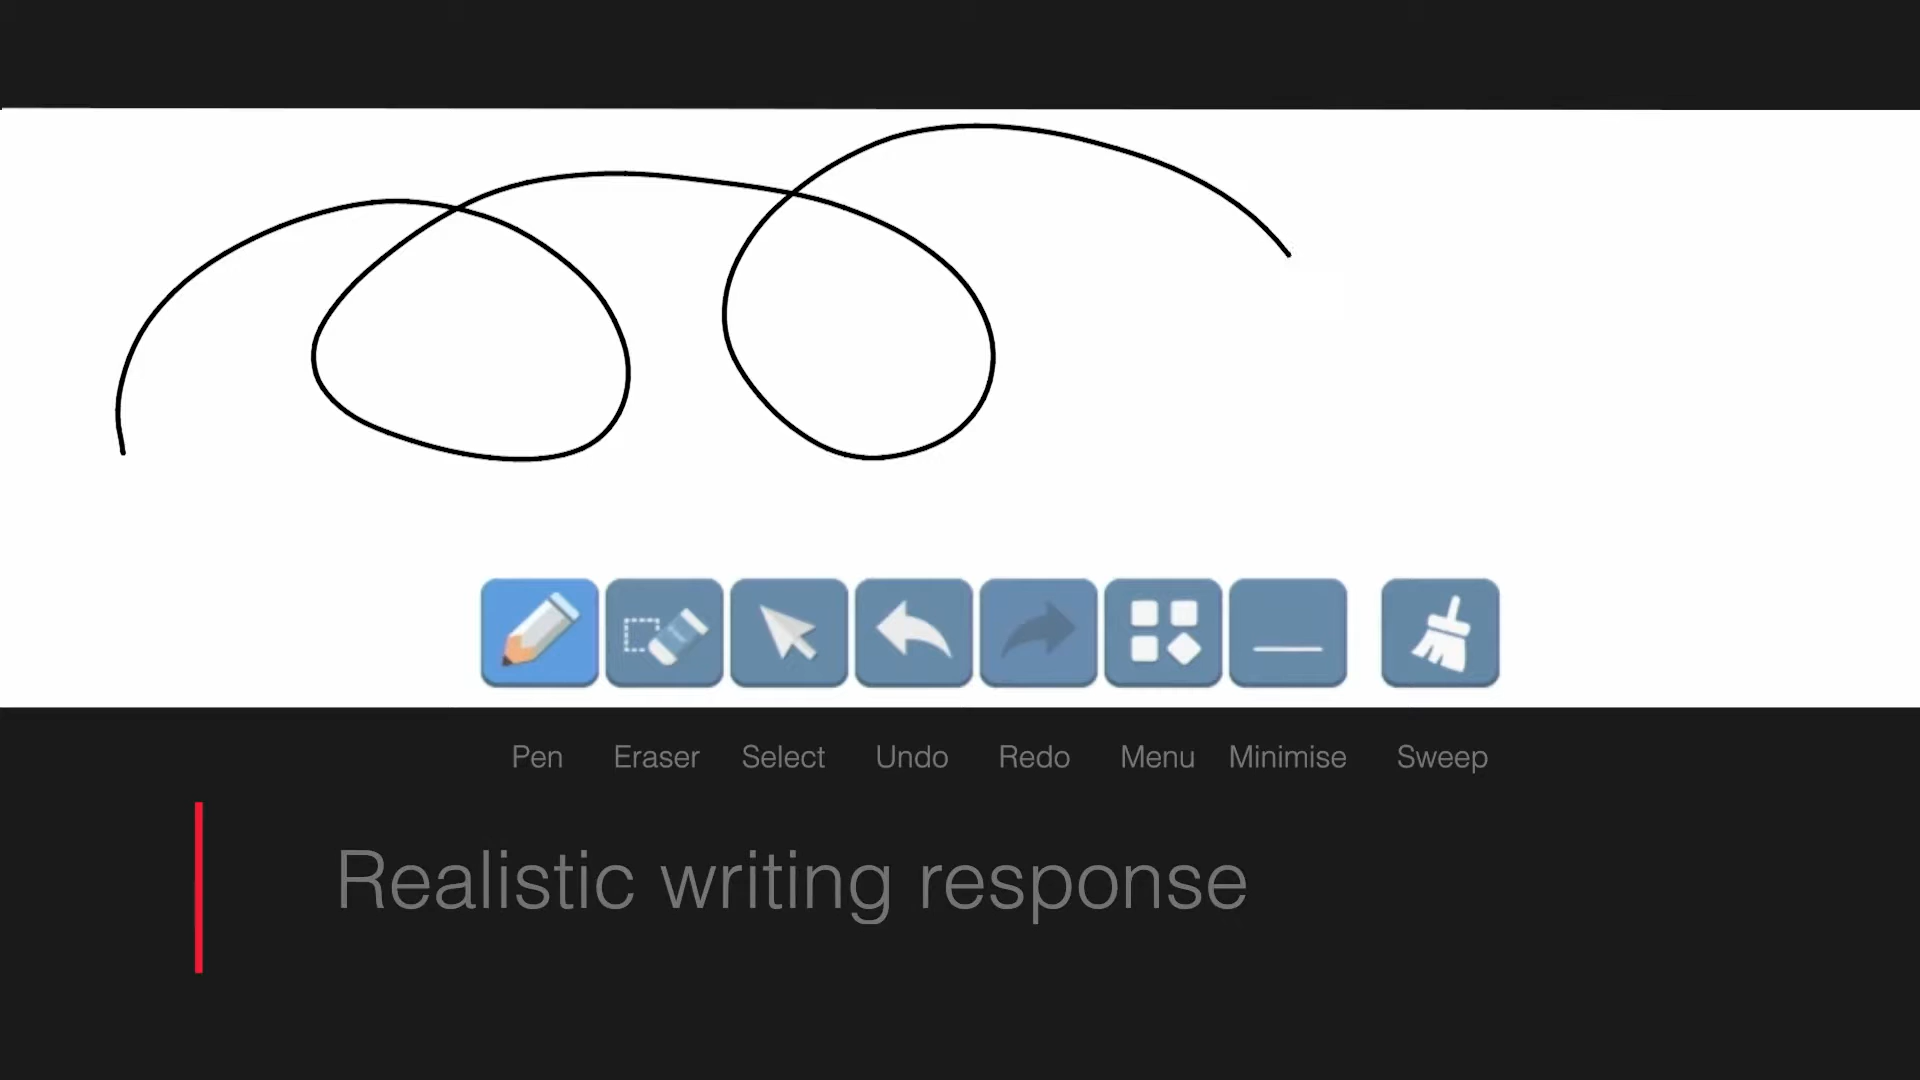 Pen Eraser Select Undo Redo Menu Minimise Sweep
Realistic writing response